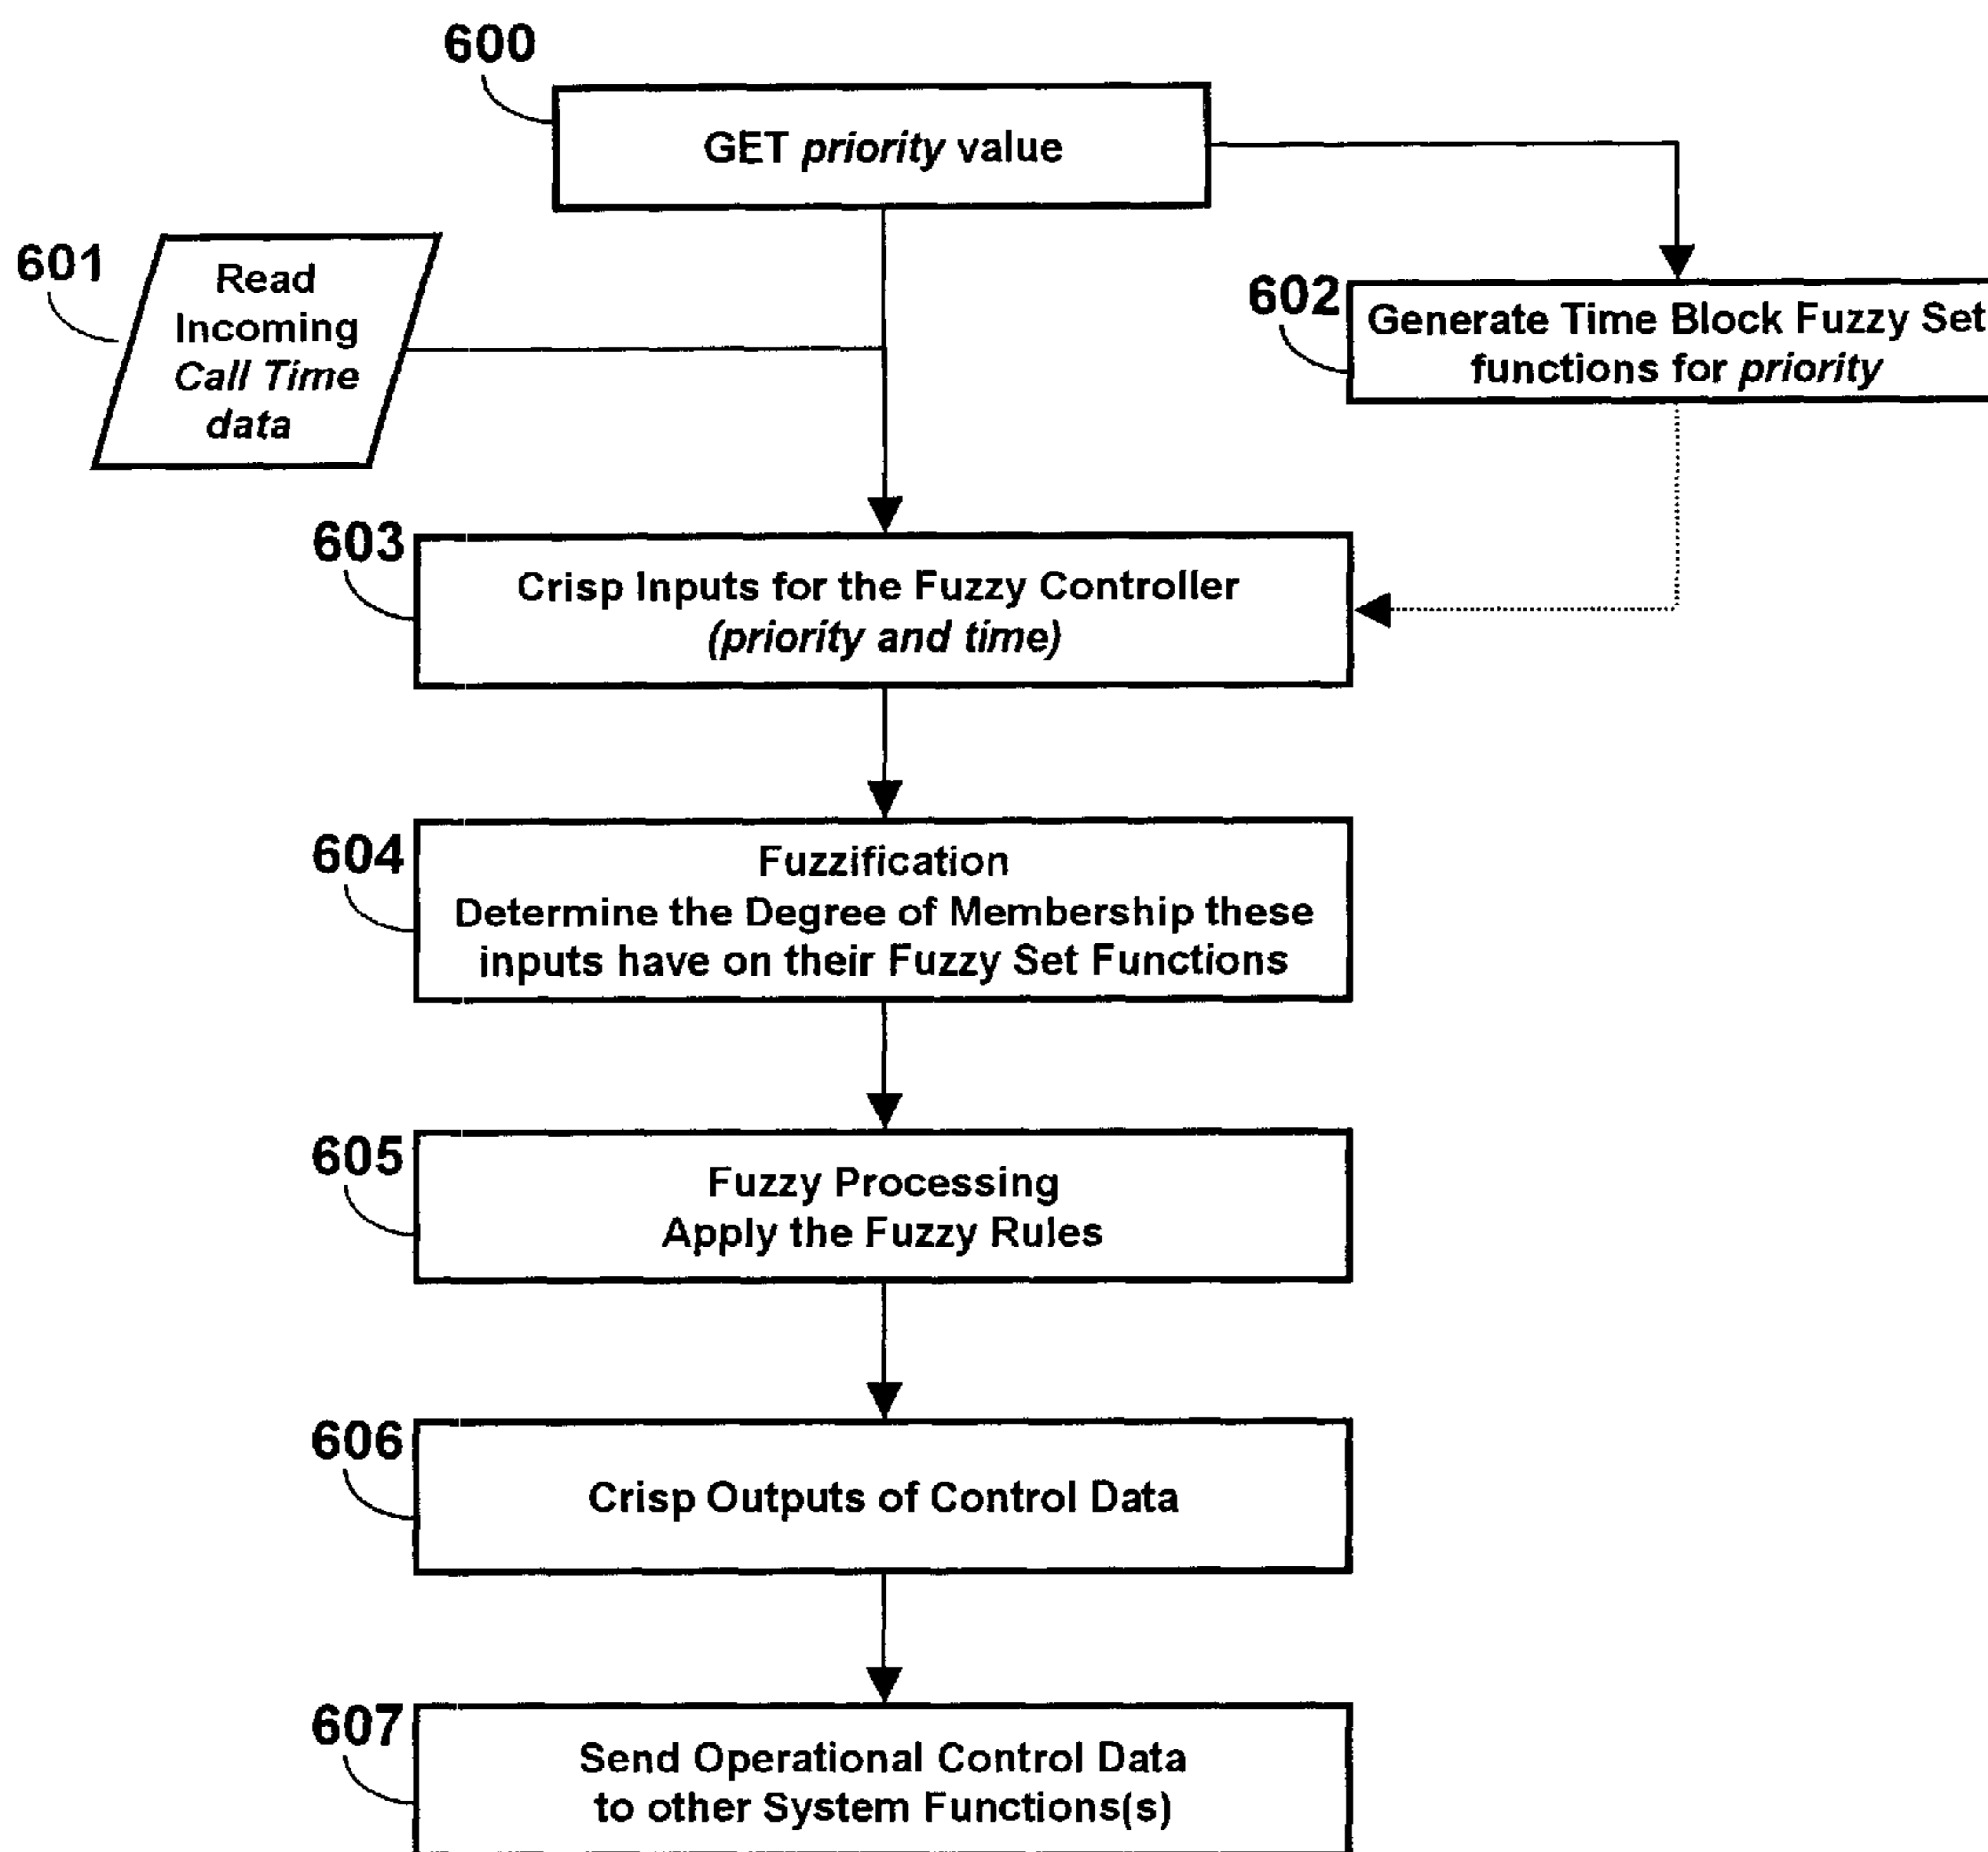 600
GET priority value
601
Read
Incoming
Call Time
data
602
Generate Time Block Fuzzy Set
functions for priority
603
Crisp Inputs for the Fuzzy Controller
(priority and time)
604
Fuzzification
Determine the Degree of Membership these
inputs have on their Fuzzy Set Functions
605
Fuzzy Processing
Apply the Fuzzy Rules
606
Crisp Outputs of Control Data
607
Send Operational Control Data
to other System Functions(s)